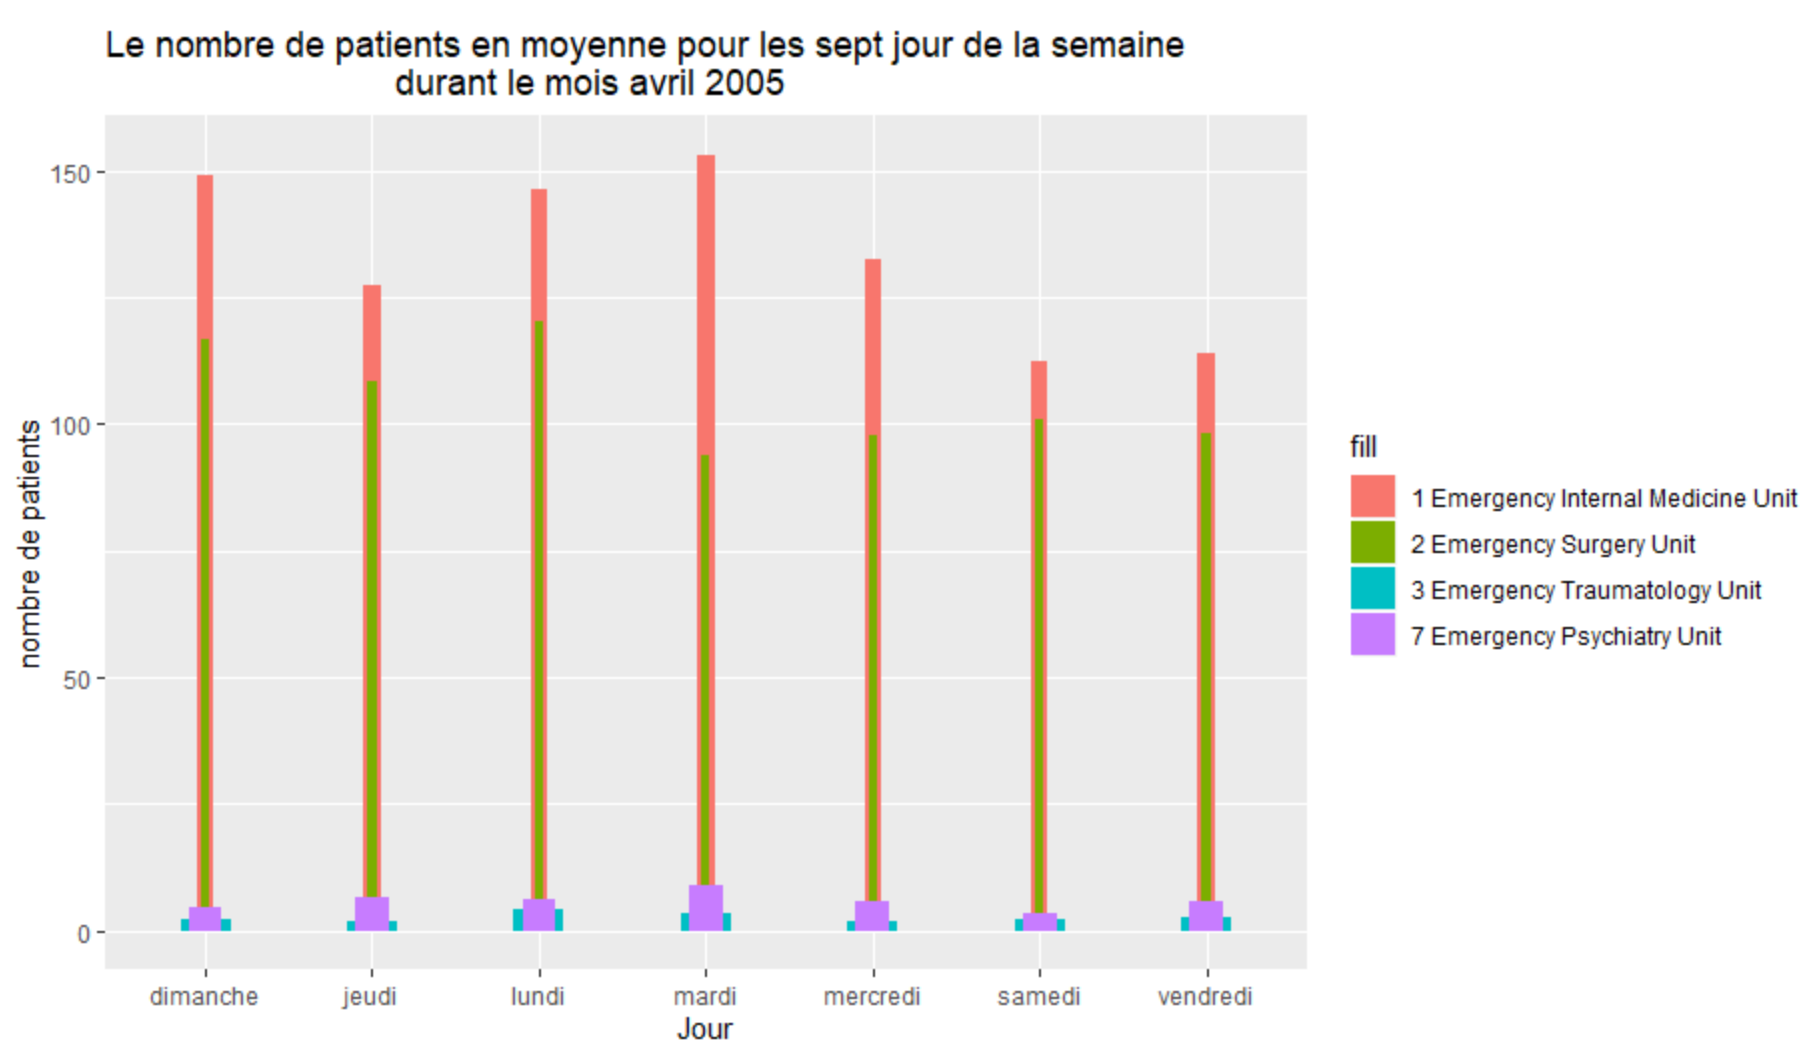 Le nombre de patients en moyenne pour les sept jour de la semaine
durant le mois avril 2005
150
100
50
0
nombre de patients
dimanche jeudi lundi mardi mercredi samedi vendredi
Jour
fill
1 Emergency Internal Medicine Unit
2 Emergency Surgery Unit
3 Emergency Traumatology Unit
7 Emergency Psychiatry Unit